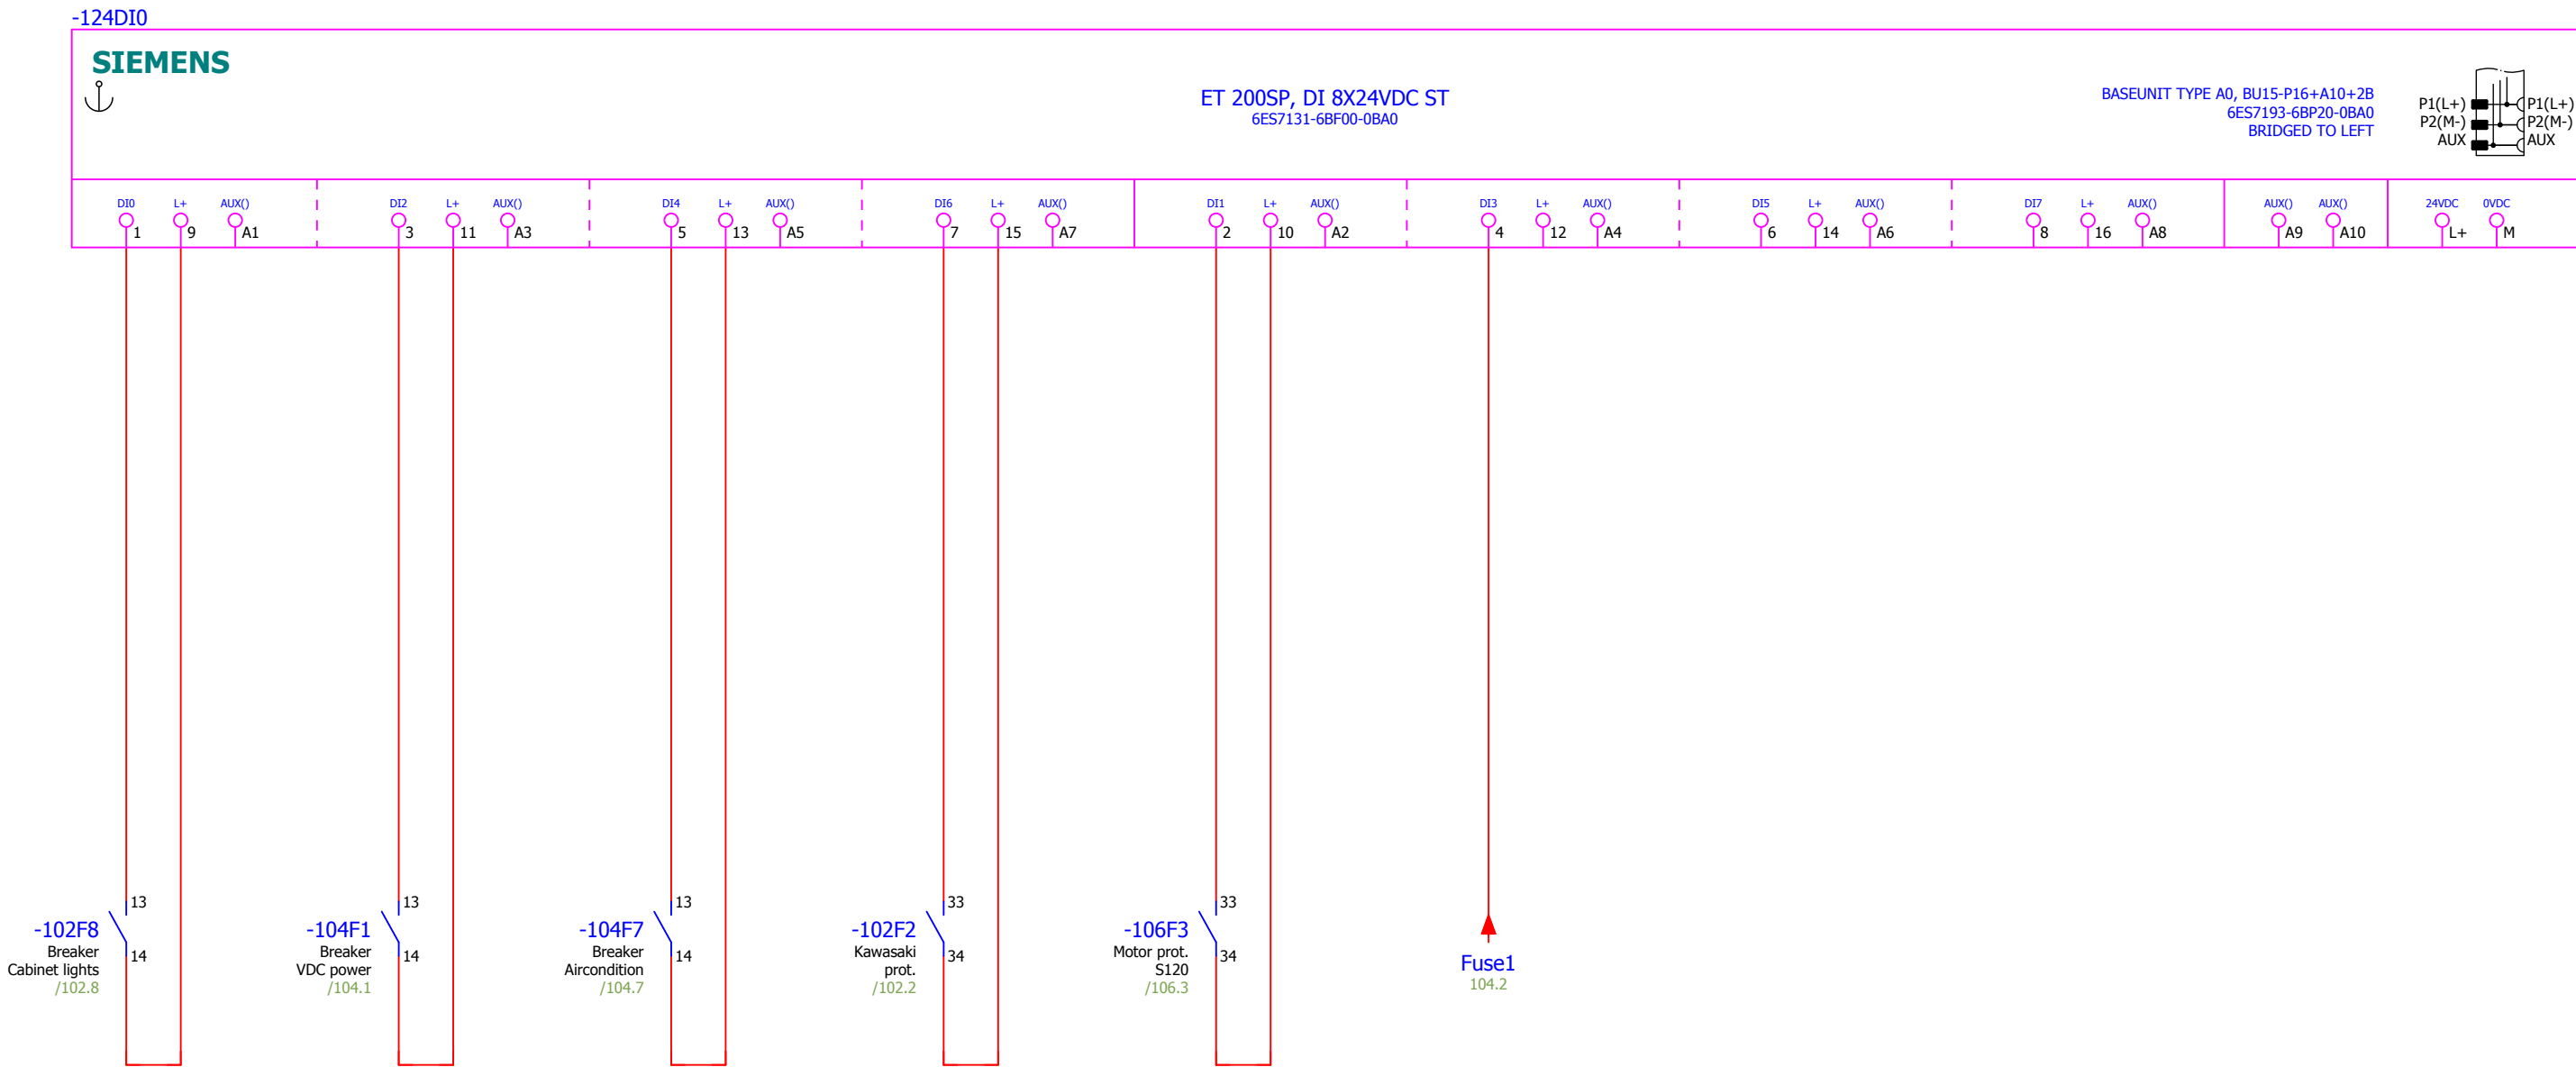 -124DI0
SIEMENS
ET 200SP, DI 8X24VDC ST
6ES7131-6BF00-0BA0
BASEUNIT TYPE A0, BU15-P16+A10+2B
6ES7193-6BP20-0BA0
BRIDGED TO LEFT
P1(L+) P1(L+)
P2(M-) P2(M-)
AUX AUX
DI0 L+ AUX() DI2 L+ AUX() DI4 L+ AUX() DI6 L+ AUX() DI1 L+ AUX() DI3 L+ AUX() DI5 L+ AUX() DI7 L+ AUX() AUX() AUX() 24VDC 0VDC
1 9 A1 3 11 A3 5 13 A5 7 15 A7 2 10 A2 4 12 A4 6 14 A6 8 16 A8 A9 A10 L+ M
13
-102F8
Breaker
Cabinet lights
/102.8
14
13
-104F1
Breaker
VDC power
/104.1
14
13
-104F7
Breaker
Aircondition
/104.7
14
33
-102F2
Kawasaki
prot.
/102.2
34
33
-106F3
Motor prot.
S120
/106.3
34
Fuse1
104.2